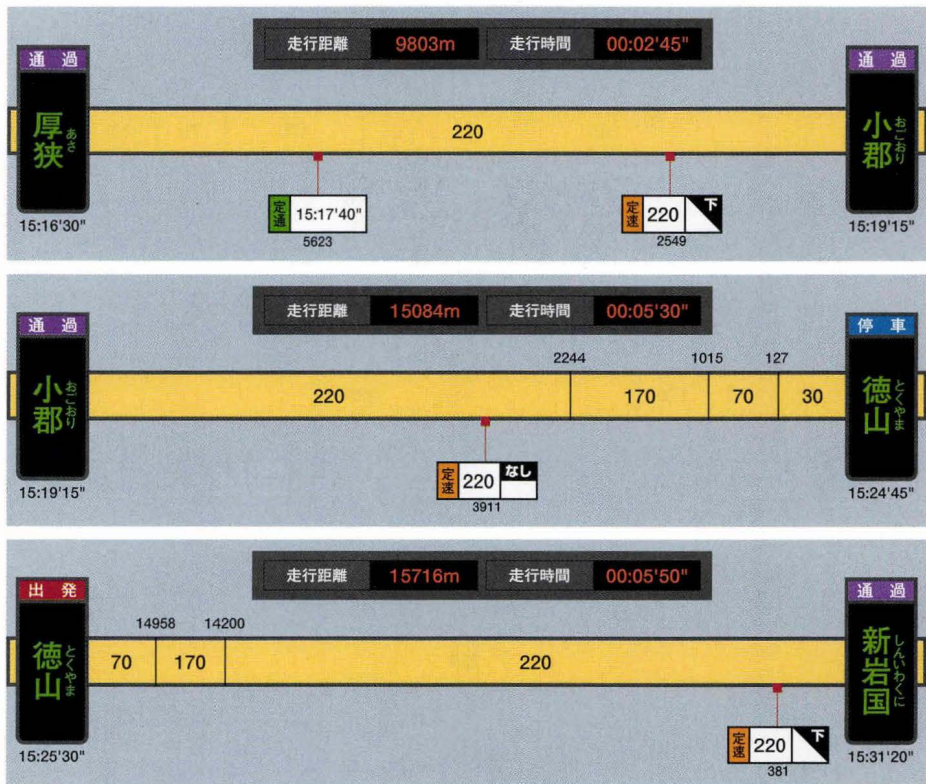 走行距離 9803m 走行時間 00:02'45"
通過
厚狭
あさ
15:16'30"
220
定通 15:17'40"
5623
定速 220 下
2549
通過
小郡
おごおり
19:19'15"
走行距離 15084m 走行時間 00:05'30"
通過
小郡
おごおり
15:19'15"
2244 1015 127
220 170 70 30
定速 220 なし
3911
停車
徳山
とくやま
15:24'45"
走行距離 15716m 走行時間 00:05'50"
出発
徳山
とくやま
15:25'30"
14958 14200
70 170 220
定速 220 下
381
通過
新岩国
しんいわくに
15:31'20"